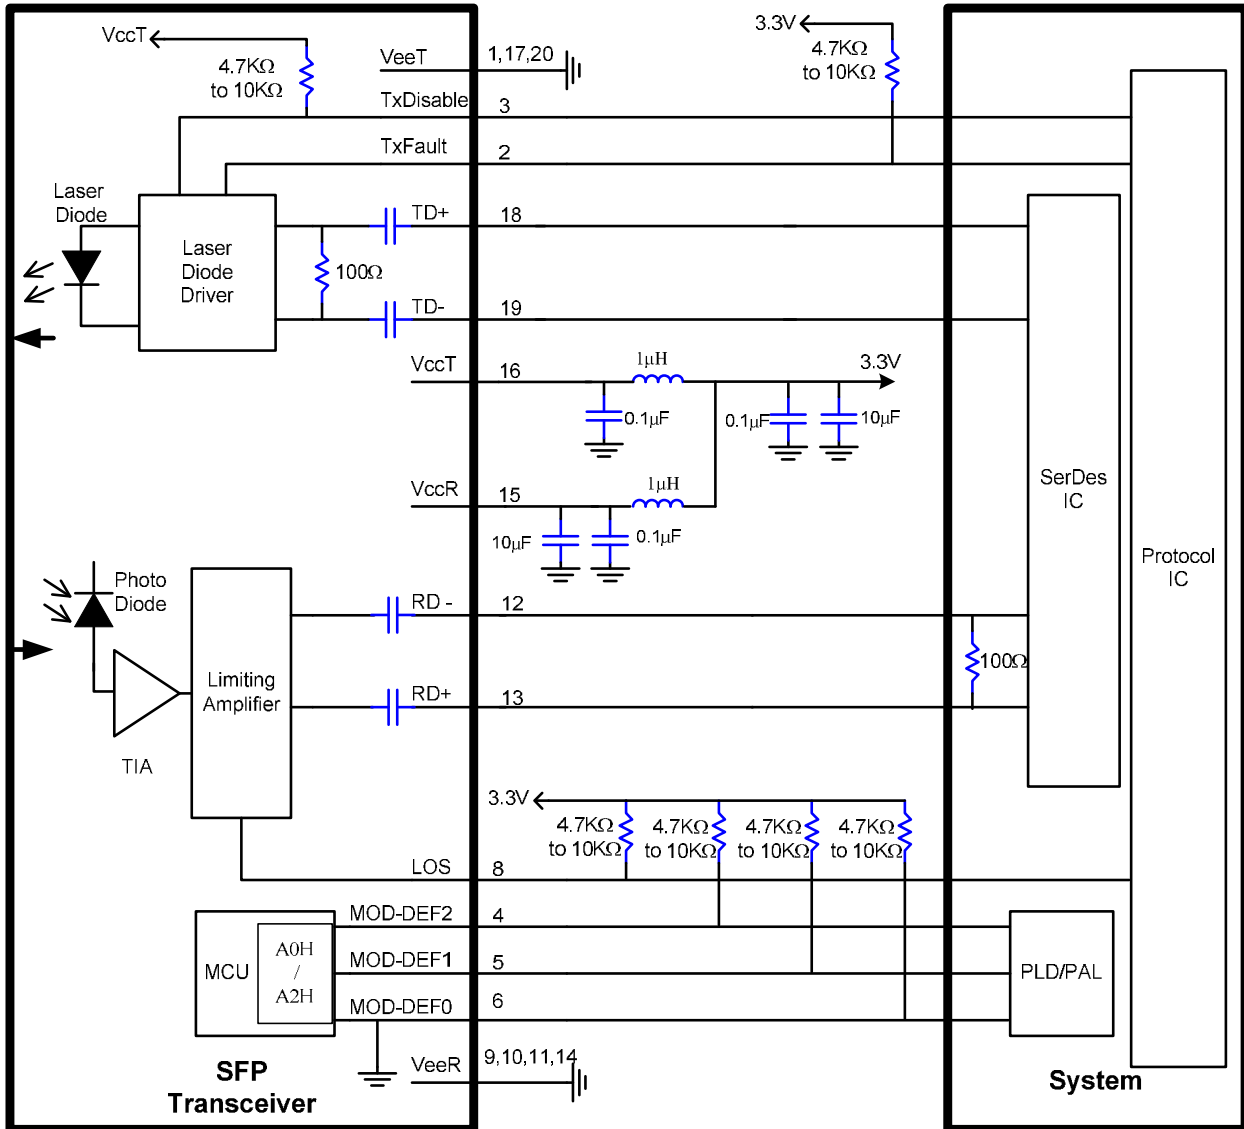 VccT
4.7KΩ
to 10KΩ
VeeT
1,17,20
3.3V
4.7KΩ
to 10KΩ
TxDisable
3
TxFault
2
Laser
Diode
Laser
Diode
Driver
100Ω
TD+
18
TD-
19
VccT
16
1μH
3.3V
0.1μF
0.1μF
10μF
VccR
15
1μH
10μF
0.1μF
SerDes
IC
Protocol
IC
Photo
Diode
TIA
Limiting
Amplifier
RD -
12
RD+
13
100Ω
3.3V
4.7KΩ
to 10KΩ
4.7KΩ
to 10KΩ
4.7KΩ
to 10KΩ
4.7KΩ
to 10KΩ
LOS
8
MCU
A0H
/
A2H
MOD-DEF2
4
MOD-DEF1
5
MOD-DEF0
6
PLD/PAL
VeeR
9,10,11,14
SFP
Transceiver
System